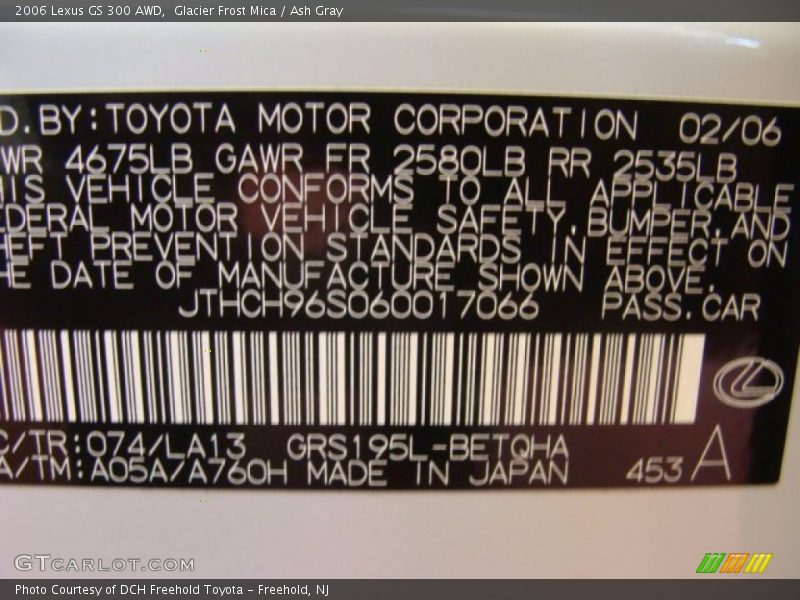 2006 Lexus GS 300 AWD,  Glacier Frost Mica / Ash Gray
D.BY:TOYOTA MOTOR CORPORATION 02/06
WR 4675LB GAWR FR 2580LB RR 2535LB
HIS VEHICLE CONFORMS TO ALL APPLICABLE
EDERAL MOTOR VEHICLE SAFETY,BUMPER,AND
HEFT PREVENTION STANDARDS IN EFFECT ON
HE DATE OF MANUFACTURE SHOWN ABOVE.
JTHCH96S060017066 PASS.CAR
C/TR:074/LA13 GRS195L-BETQHA
A/TM:A05A/A760H MADE IN JAPAN 453 A
GTCARLOT.COM
Photo Courtesy of DCH Freehold Toyota - Freehold, NJ